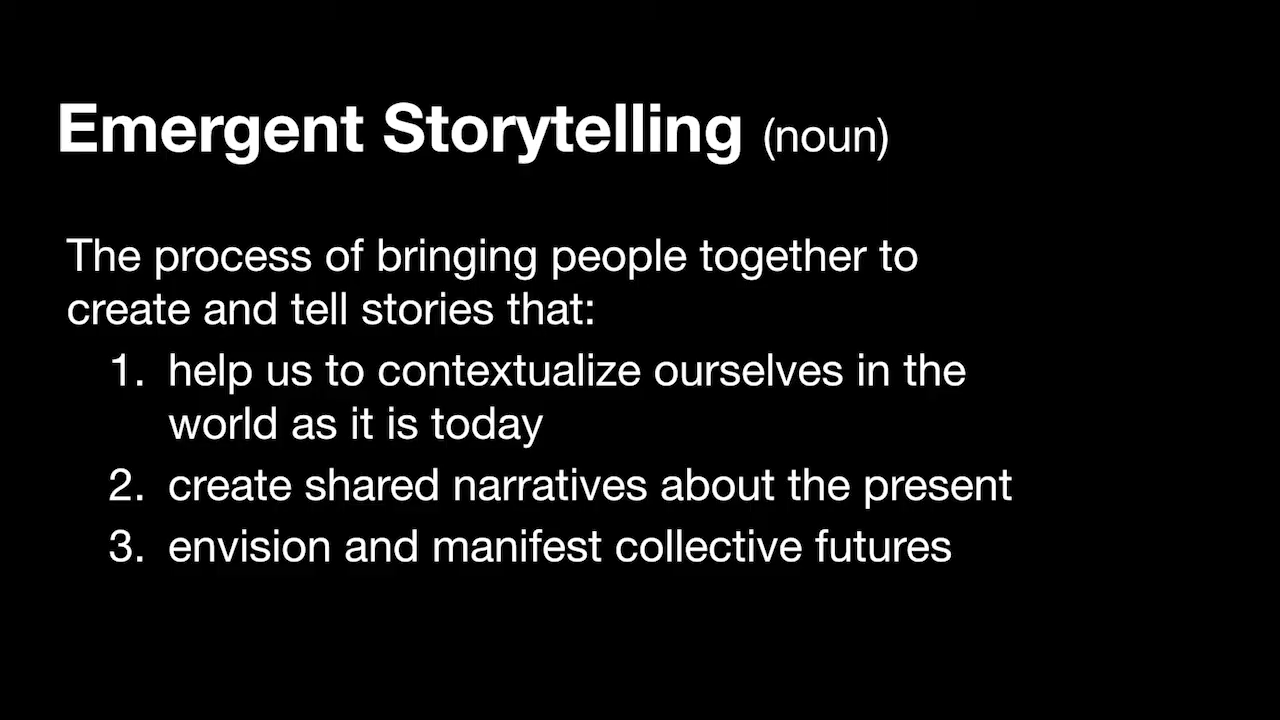 Emergent Storytelling (noun)
The process of bringing people together to
create and tell stories that:
1. help us to contextualize ourselves in the
world as it is today
2. create shared narratives about the present
3. envision and manifest collective futures